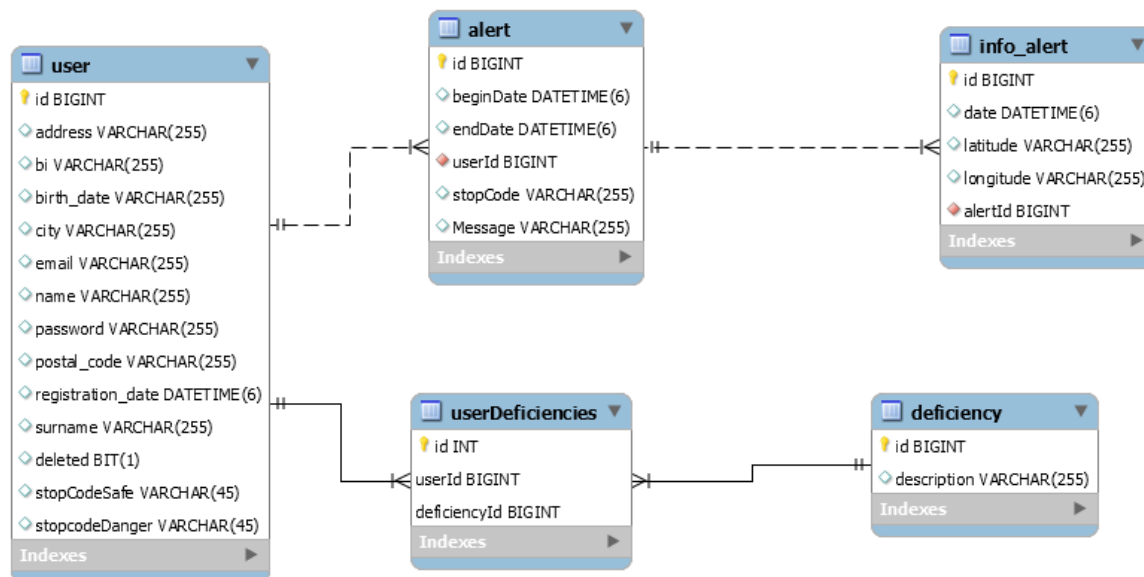 user
id BIGINT
address VARCHAR(255)
bi VARCHAR(255)
birth_date VARCHAR(255)
city VARCHAR(255)
email VARCHAR(255)
name VARCHAR(255)
password VARCHAR(255)
postal_code VARCHAR(255)
registration_date DATETIME(6)
surname VARCHAR(255)
deleted BIT(1)
stopCodeSafe VARCHAR(45)
stopcodeDanger VARCHAR(45)
Indexes
alert
id BIGINT
beginDate DATETIME(6)
endDate DATETIME(6)
userId BIGINT
stopCode VARCHAR(255)
Message VARCHAR(255)
Indexes
info_alert
id BIGINT
date DATETIME(6)
latitude VARCHAR(255)
longitude VARCHAR(255)
alertId BIGINT
Indexes
userDeficiencies
id INT
userId BIGINT
deficiencyId BIGINT
Indexes
deficiency
id BIGINT
description VARCHAR(255)
Indexes